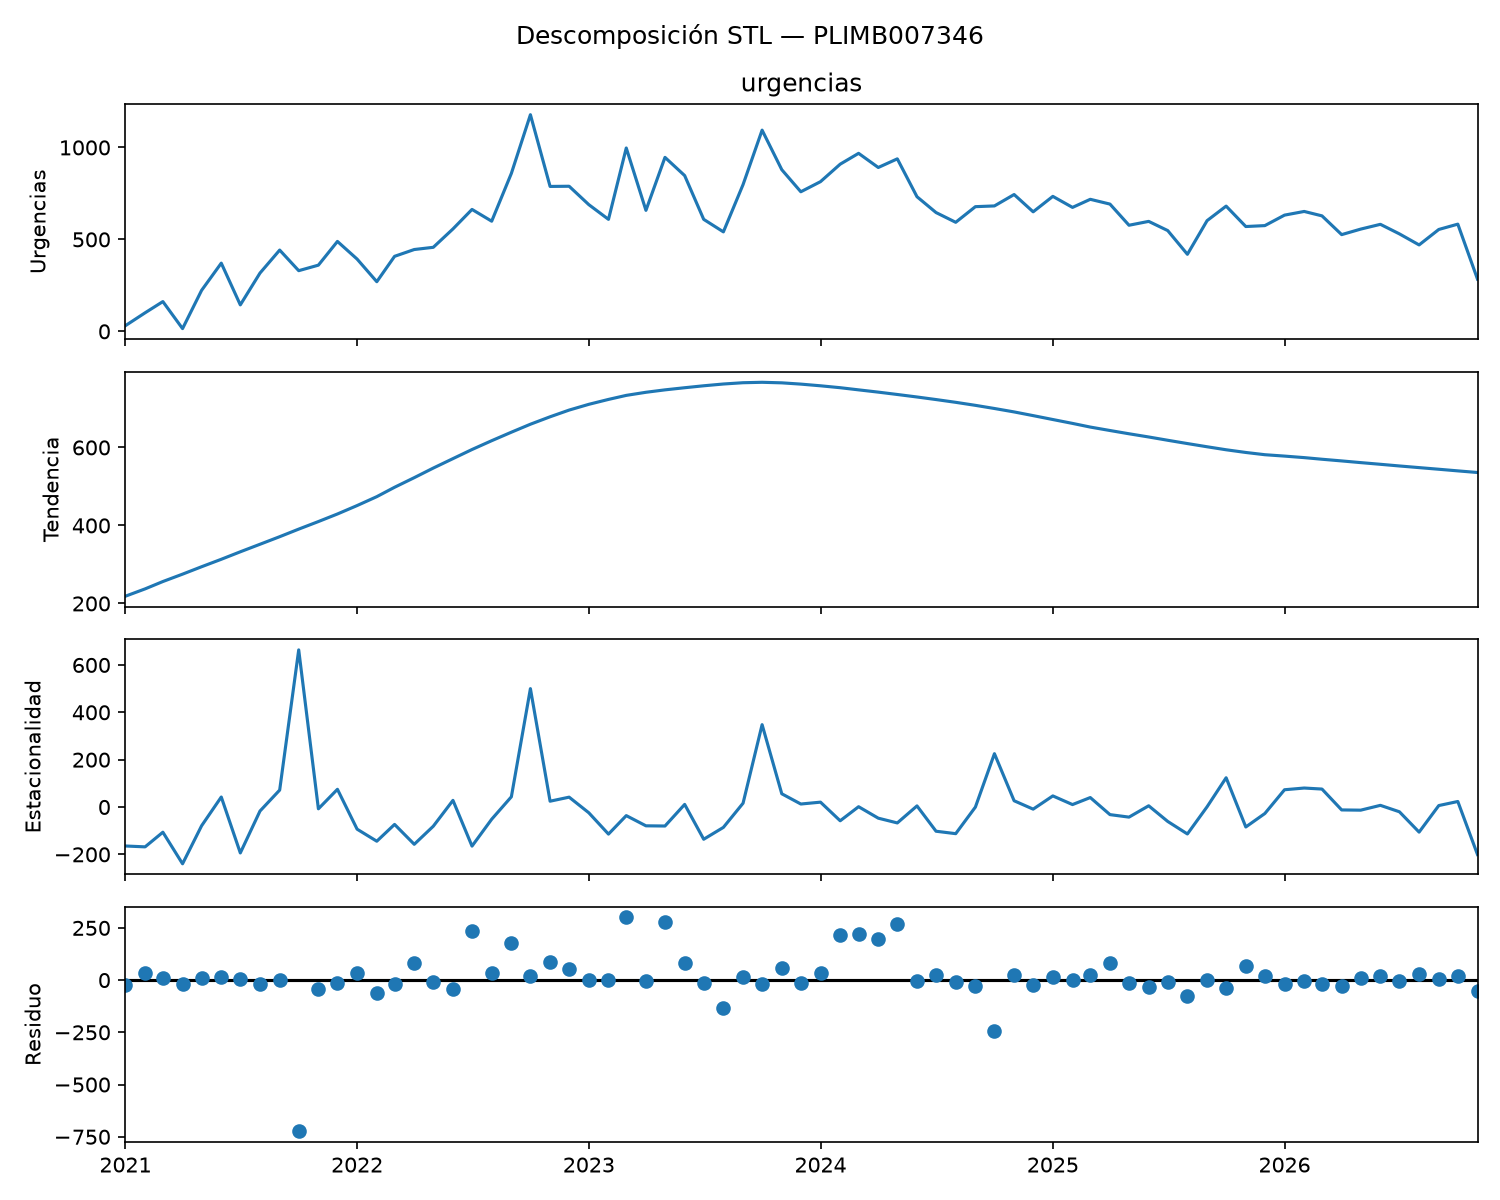 Descomposición STL — PLIMB007346
urgencias
Urgencias
1000
500
0
Tendencia
600
400
200
Estacionalidad
600
400
200
0
−200
Residuo
250
0
−250
−500
−750
2021 2022 2023 2024 2025 2026